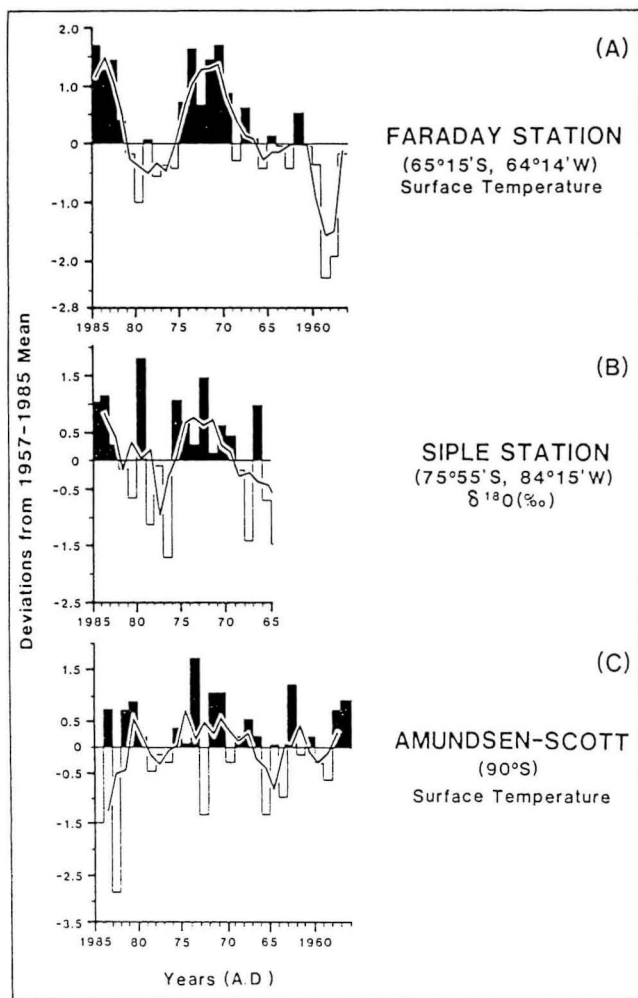 Deviations from 1957-1985 Mean
2.0
1.0
0
-1.0
-2.0
-2.8
1985 80 75 70 65 1960
(A)
FARADAY STATION
(65°15'S, 64°14'W)
Surface Temperature
1.5
0.5
-0.5
-1.5
-2.5
1985 80 75 70 65
(B)
SIPLE STATION
(75°55'S, 84°15'W)
δ ¹⁸O(‰)
1.5
0.5
0
-0.5
-1.5
-2.5
-3.5
1985 80 75 70 65 1960
(C)
AMUNDSEN-SCOTT
(90°S)
Surface Temperature
Years (A.D)